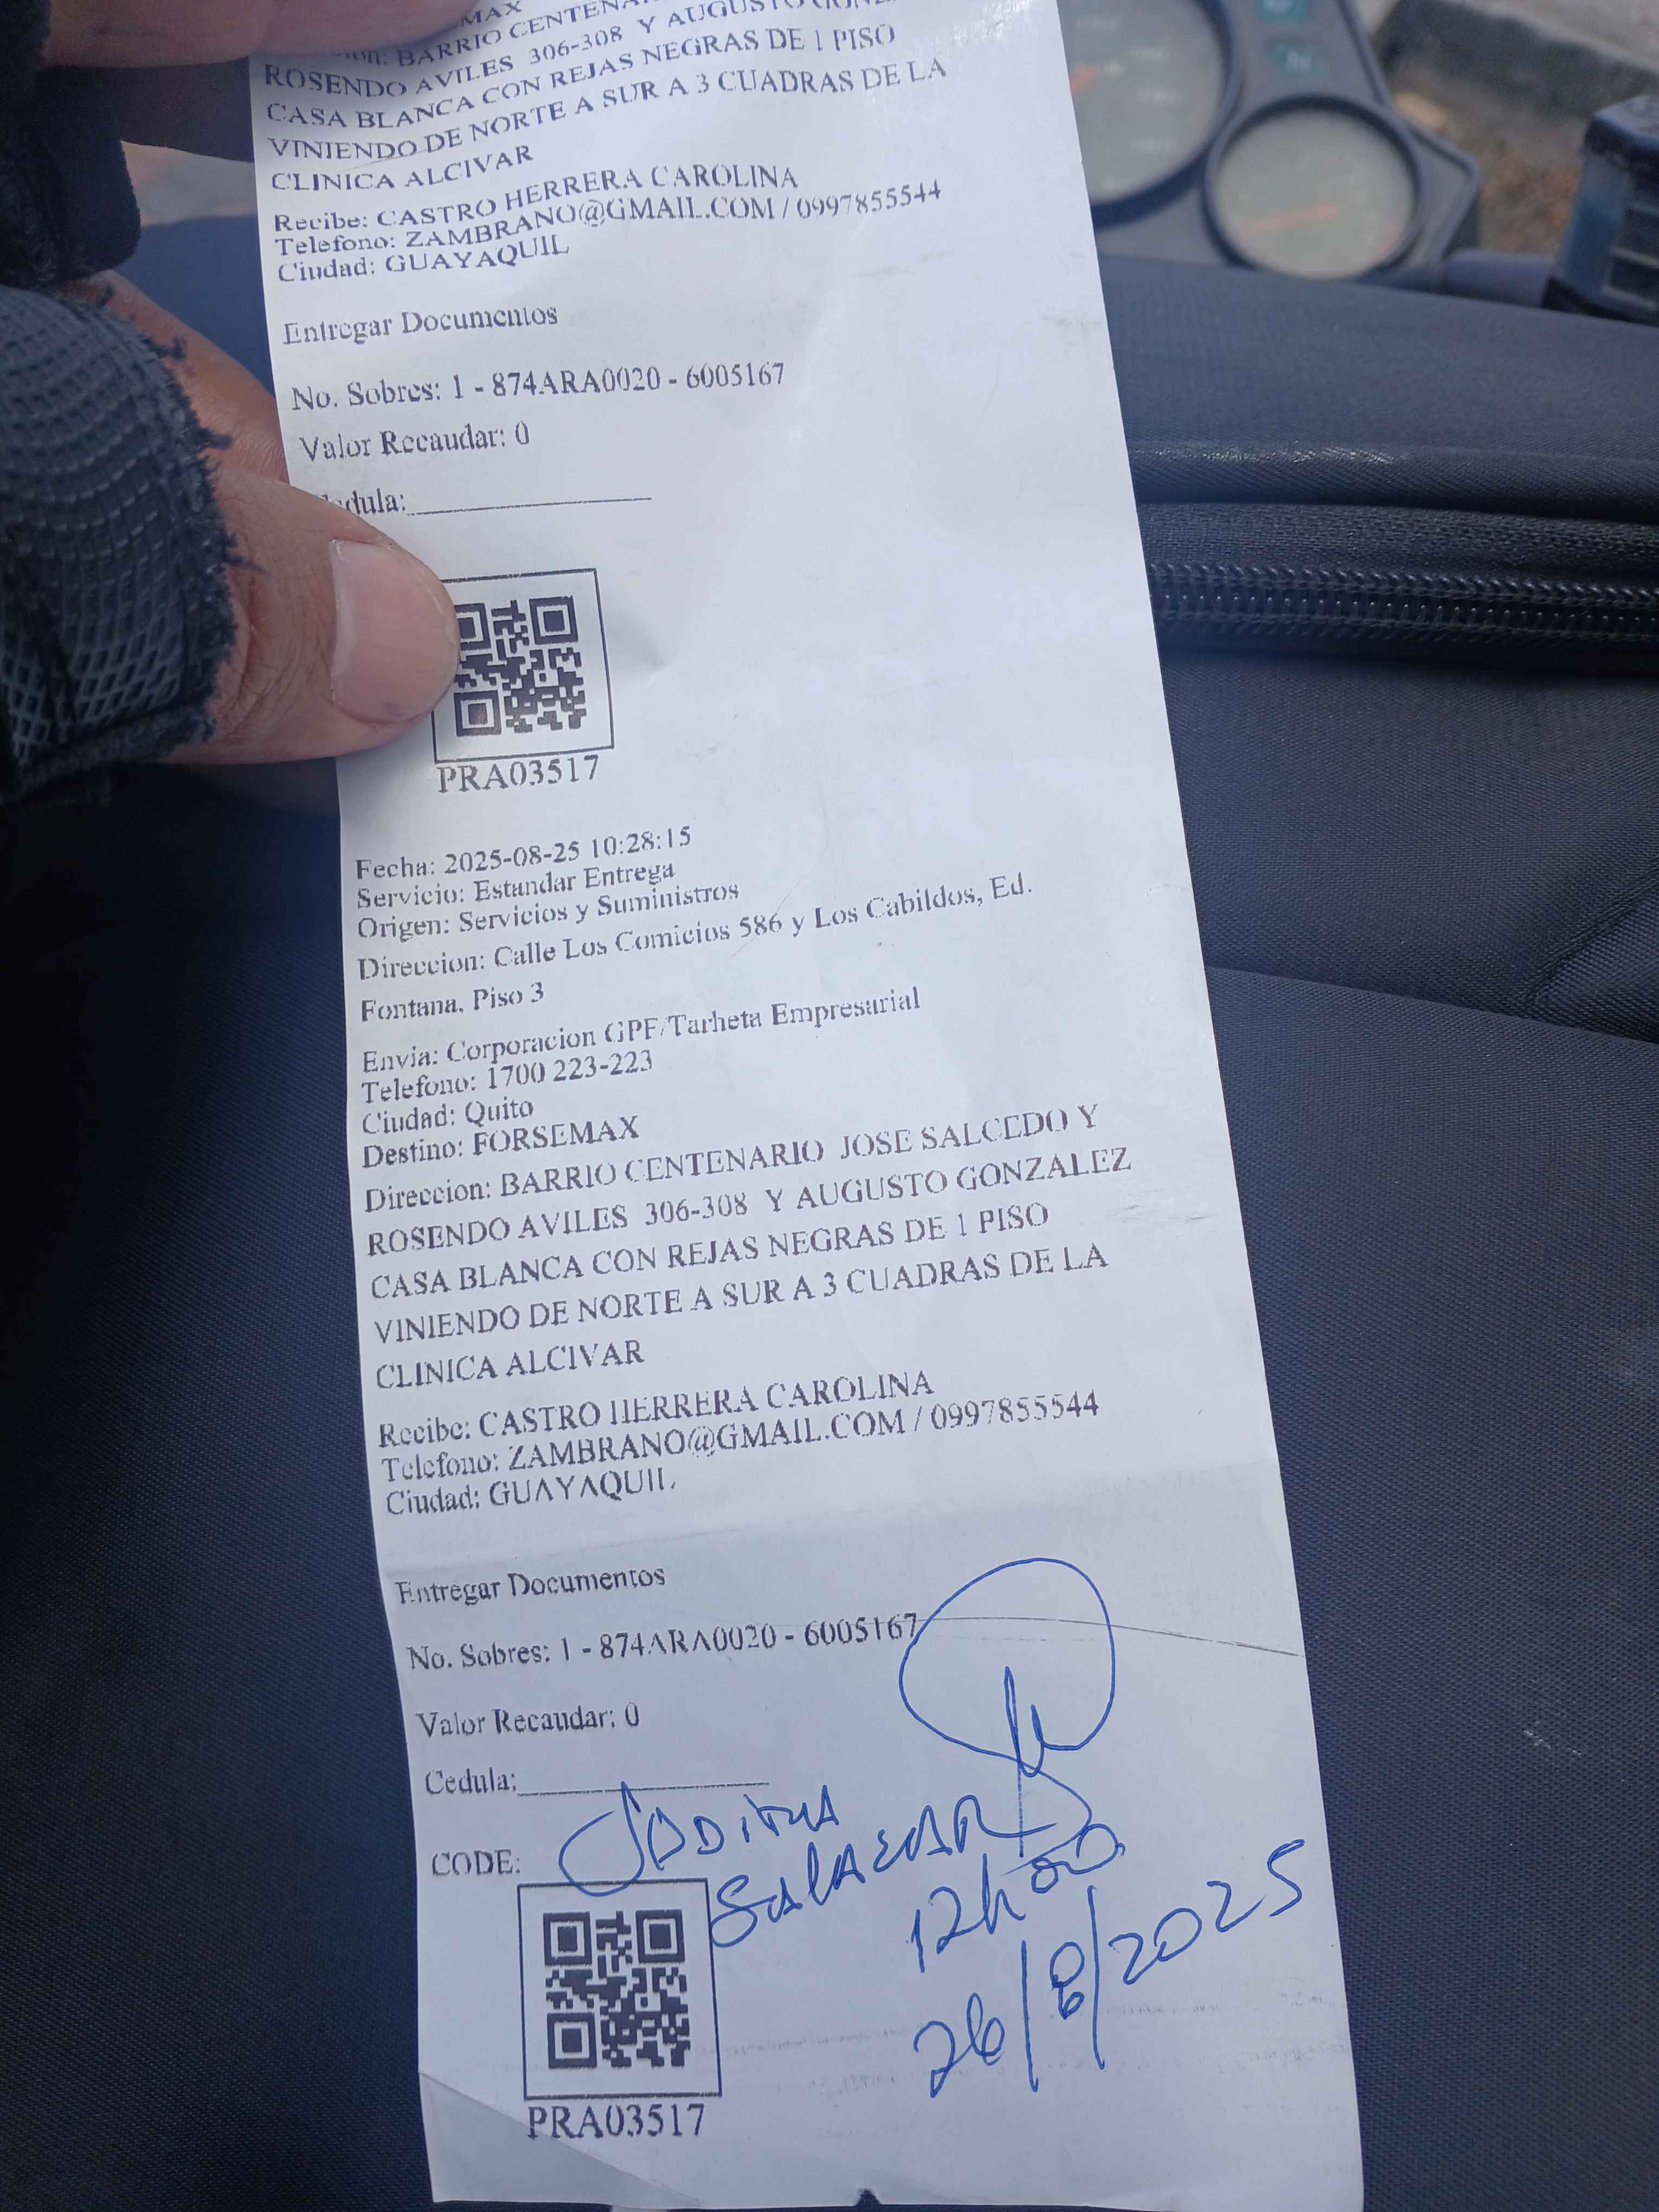 MAX
BARRIO CENTENA
ROSENDO AVILES 306-308 Y AUGUSTO
CASA BLANCA CON REJAS NEGRAS DE 1 PISO
VINIENDO DE NORTE A SUR A 3 CUADRAS DE LA
CLINICA ALCIVAR
Recibe: CASTRO HERRERA CAROLINA
Telefono: ZAMBRANO@GMAIL.COM / 0997855544
Ciudad: GUAYAQUIL
Entregar Documentos
No. Sobres: 1 - 874ARA0020 - 6005167
Valor Recaudar: 0
dula:
PRA03517
Fecha: 2025-08-25 10:28:15
Servicio: Estandar Entrega
Origen: Servicios y Suministros
Direccion: Calle Los Comicios 586 y Los Cabildos, Ed.
Fontana, Piso 3
Envia: Corporacion GPF/Tarheta Empresarial
Telefono: 1700 223-223
Ciudad: Quito
Destino: FORSEMAX
Direccion: BARRIO CENTENARIO JOSE SALCEDO Y
ROSENDO AVILES 306-308 Y AUGUSTO GONZALEZ
CASA BLANCA CON REJAS NEGRAS DE 1 PISO
VINIENDO DE NORTE A SUR A 3 CUADRAS DE LA
CLINICA ALCIVAR
Recibe: CASTRO HERRERA CAROLINA
Telefono: ZAMBRANO@GMAIL.COM / 0997855544
Ciudad: GUAYAQUIL
Entregar Documentos
No. Sobres: 1 - 874ARA0020 - 6005167
Valor Recaudar: 0
Cedula:
CODE:
SALAZAR
12h00
26/8/2025
PRA03517